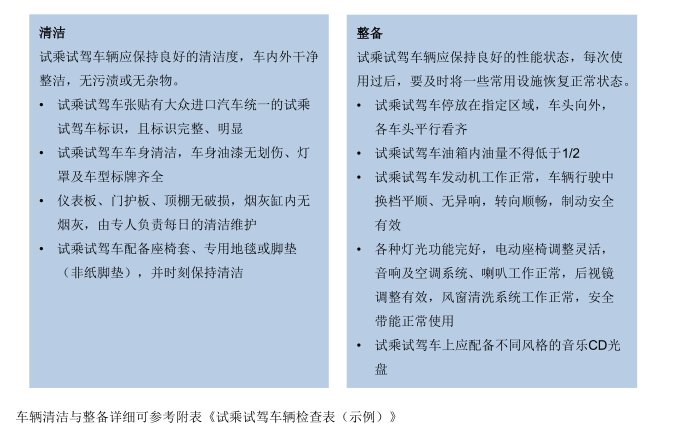 清洁
试乘试驾车辆应保持良好的清洁度，车内外干净
整洁，无污渍或无杂物。
• 试乘试驾车张贴有大众进口汽车统一的试乘
试驾车标识，且标识完整、明显
• 试乘试驾车车身清洁，车身油漆无划伤、灯
罩及车型标牌齐全
• 仪表板、门护板、顶棚无破损，烟灰缸内无
烟灰，由专人负责每日的清洁维护
• 试乘试驾车配备座椅套、专用地毯或脚垫
（非纸脚垫），并时刻保持清洁
整备
试乘试驾车辆应保持良好的性能状态，每次使
用过后，要及时将一些常用设施恢复正常状态。
• 试乘试驾车停放在指定区域，车头向外，
各车头平行看齐
• 试乘试驾车油箱内油量不得低于1/2
• 试乘试驾车发动机工作正常，车辆行驶中
换档平顺、无异响，转向顺畅，制动安全
有效
• 各种灯光功能完好，电动座椅调整灵活，
音响及空调系统、喇叭工作正常，后视镜
调整有效，风窗清洗系统工作正常，安全
带能正常使用
• 试乘试驾车上应配备不同风格的音乐CD光
盘
车辆清洁与整备详细可参考附表《试乘试驾车辆检查表（示例）》